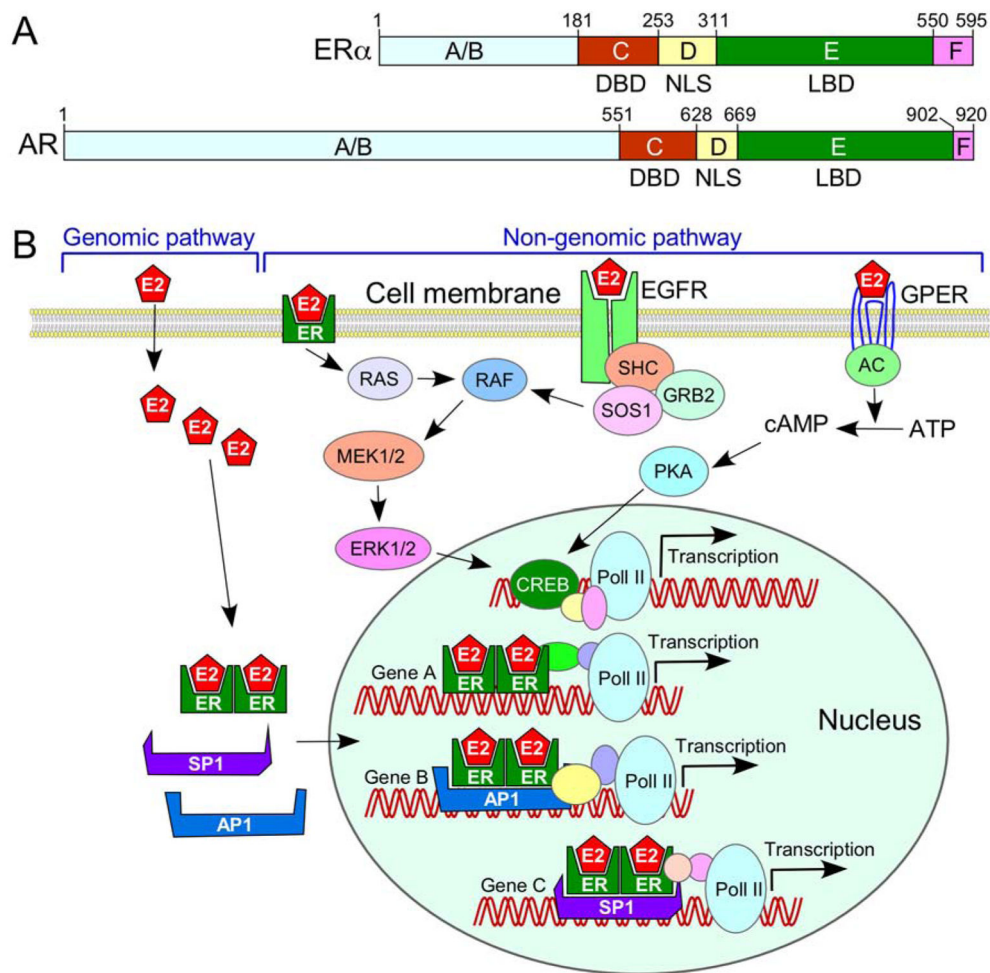 A
ERα
1 181 253 311 550 595
A/B C D E F
DBD NLS LBD
AR
1 551 628 669 902 920
A/B C D E F
DBD NLS LBD
B
Genomic pathway
Non-genomic pathway
E2
E2
ER
Cell membrane
E2
EGFR
E2
GPER
RAS
RAF
SHC
GRB2
SOS1
AC
E2
E2
E2
cAMP
ATP
MEK1/2
PKA
ERK1/2
CREB
Poll II
Transcription
E2 E2
ER ER
SP1
AP1
Gene A
E2 E2
ER ER
Poll II
Transcription
Nucleus
Gene B
E2 E2
ER ER
AP1
Poll II
Transcription
Gene C
E2 E2
ER ER
SP1
Poll II
Transcription